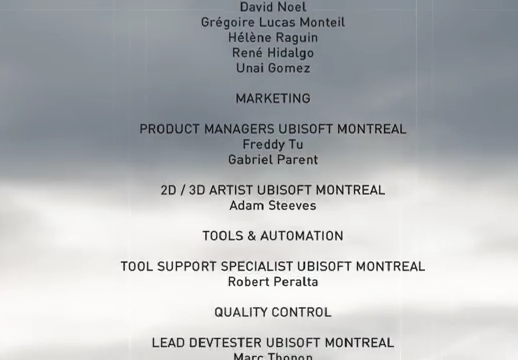 David Noel
Grégoire Lucas Monteil
Hélène Raguin
René Hidalgo
Unai Gomez
MARKETING
PRODUCT MANAGERS UBISOFT MONTREAL
Freddy Tu
Gabriel Parent
2D / 3D ARTIST UBISOFT MONTREAL
Adam Steeves
TOOLS & AUTOMATION
TOOL SUPPORT SPECIALIST UBISOFT MONTREAL
Robert Peralta
QUALITY CONTROL
LEAD DEVTESTER UBISOFT MONTREAL
Marc Thonon